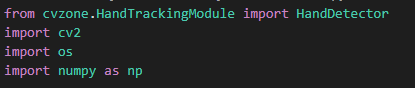 from cvzone.HandTrackingModule import HandDetector
import cv2
import os
import numpy as np